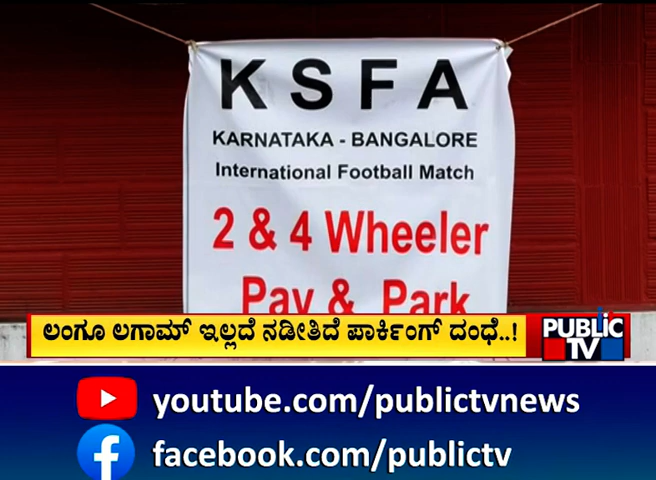 KSFA
KARNATAKA - BANGALORE
International Football Match
2 & 4 Wheeler
Pay & Park
ಲಂಗೂ ಲಗಾಮ್ ಇಲ್ಲದೆ ನಡೀತಿದೆ ಪಾರ್ಕಿಂಗ್ ದಂಧೆ..!
PUBLiC
TV
youtube.com/publictvnews
facebook.com/publictv